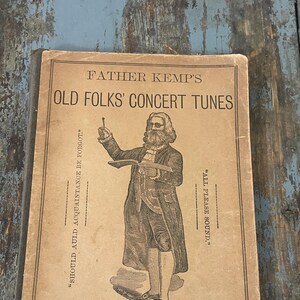 FATHER KEMP'S
OLD FOLKS' CONCERT TUNES
"SHOULD AULD ACQUAINTANCE BE FORGOT."
"ALL PLEASE SOUND."